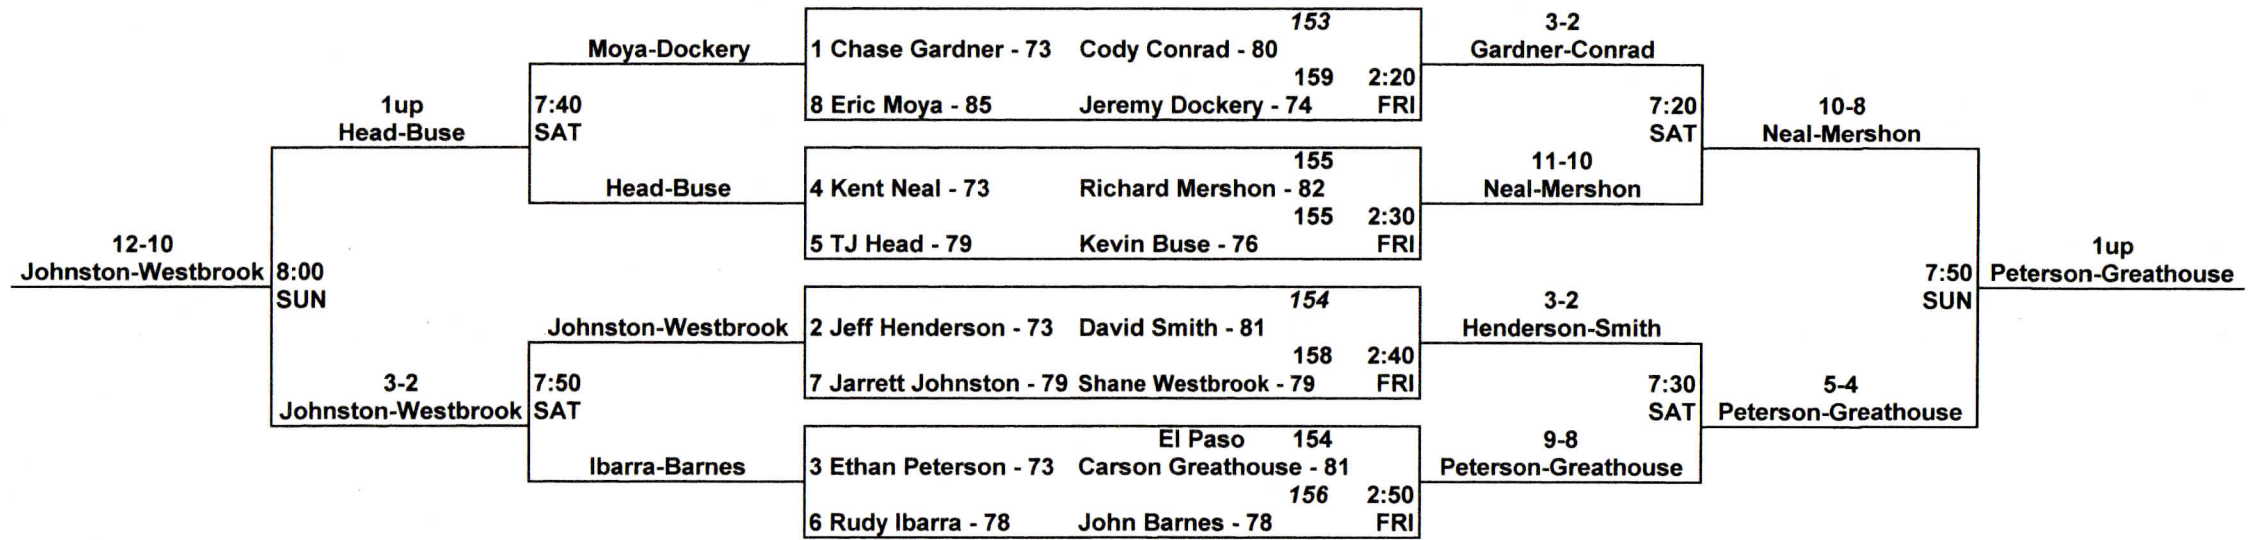 153 3-2
Moya-Dockery 1 Chase Gardner - 73 Cody Conrad - 80 Gardner-Conrad
159 2:20
1up 7:40 8 Eric Moya - 85 Jeremy Dockery - 74 FRI 7:20 10-8
Head-Buse SAT SAT Neal-Mershon
155 11-10
Head-Buse 4 Kent Neal - 73 Richard Mershon - 82 Neal-Mershon
155 2:30
12-10 5 TJ Head - 79 Kevin Buse - 76 FRI 1up
Johnston-Westbrook 8:00 7:50 Peterson-Greathouse
SUN 154 3-2 SUN
Johnston-Westbrook 2 Jeff Henderson - 73 David Smith - 81 Henderson-Smith
158 2:40
3-2 7:50 7 Jarrett Johnston - 79 Shane Westbrook - 79 FRI 7:30 5-4
Johnston-Westbrook SAT SAT Peterson-Greathouse
El Paso 154 9-8
Ibarra-Barnes 3 Ethan Peterson - 73 Carson Greathouse - 81 Peterson-Greathouse
156 2:50
6 Rudy Ibarra - 78 John Barnes - 78 FRI